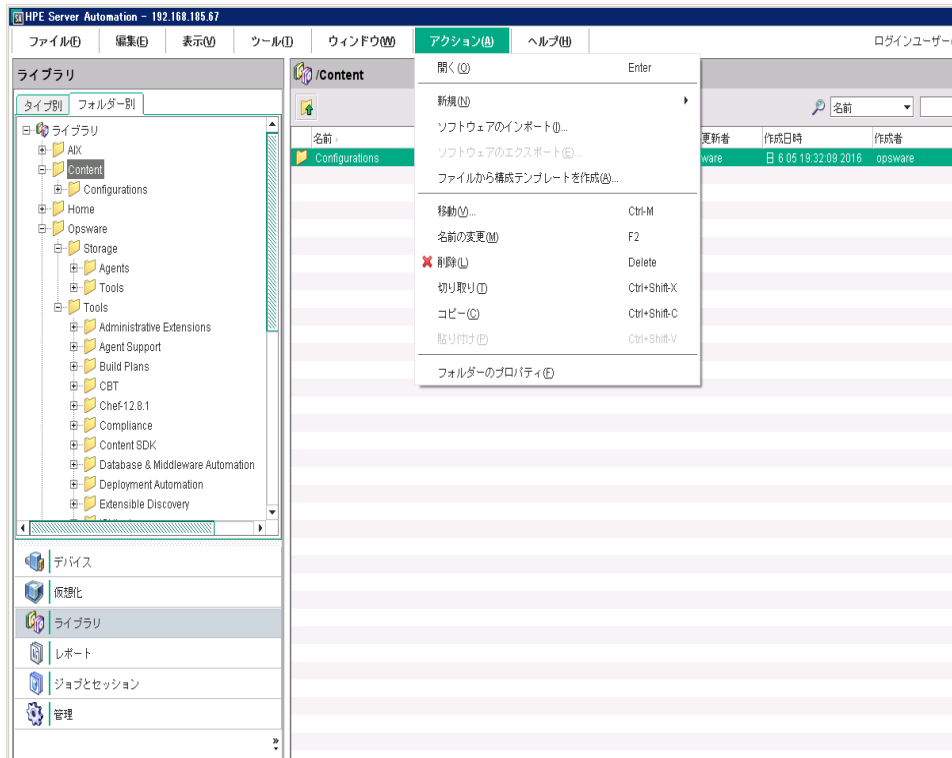 HPE Server Automation - 192.168.185.67
ファイル(F) 編集(E) 表示(V) ツール(T) ウィンドウ(W) アクション(A) ヘルプ(H) ログインユーザー
ライブラリ
タイプ別 フォルダー別
ライブラリ
AIX
Content
Configurations
Home
Opsware
Storage
Agents
Tools
Tools
Administrative Extensions
Agent Support
Build Plans
CBT
Chef-12.8.1
Compliance
Content SDK
Database & Middleware Automation
Deployment Automation
Extensible Discovery
デバイス
仮想化
ライブラリ
レポート
ジョブとセッション
管理
/Content
名前
名前 更新者 作成日時 作成者
Configurations ware 日 6 05 19:32:09 2016 opsware
開く(O) Enter
新規(N)
ソフトウェアのインポート(I)...
ソフトウェアのエクスポート(E)...
ファイルから構成テンプレートを作成(A)...
移動(V)... Ctrl-M
名前の変更(M) F2
削除(L) Delete
切り取り(T) Ctrl+Shift-X
コピー(C) Ctrl+Shift-C
貼り付け(P) Ctrl+Shift-V
フォルダーのプロパティ(F)